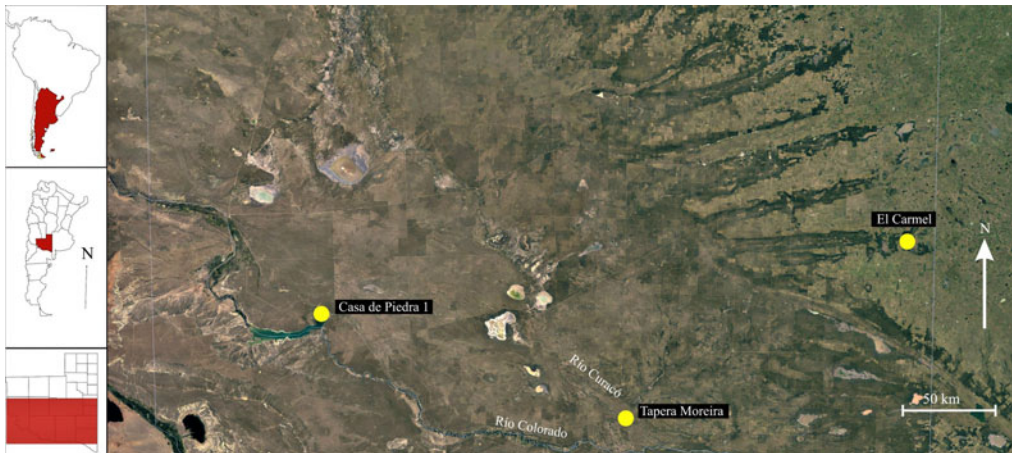 N
El Carmel
N
Casa de Piedra 1
Río Curacó
50 km
Tapera Moreira
Río Colorado